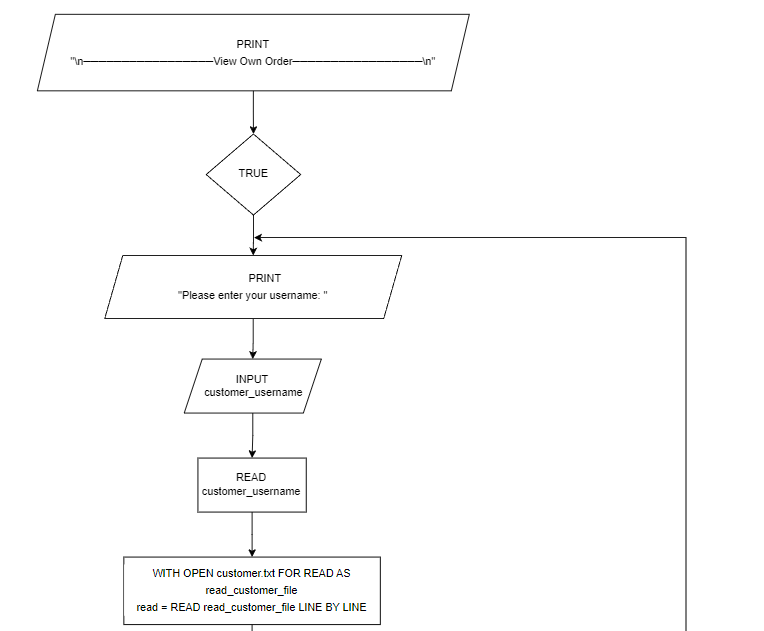 PRINT
"\n-----------------------------View Own Order-----------------------------\n"
TRUE
PRINT
"Please enter your username: "
INPUT
customer_username
READ
customer_username
WITH OPEN customer.txt FOR READ AS
read_customer_file
read = READ read_customer_file LINE BY LINE